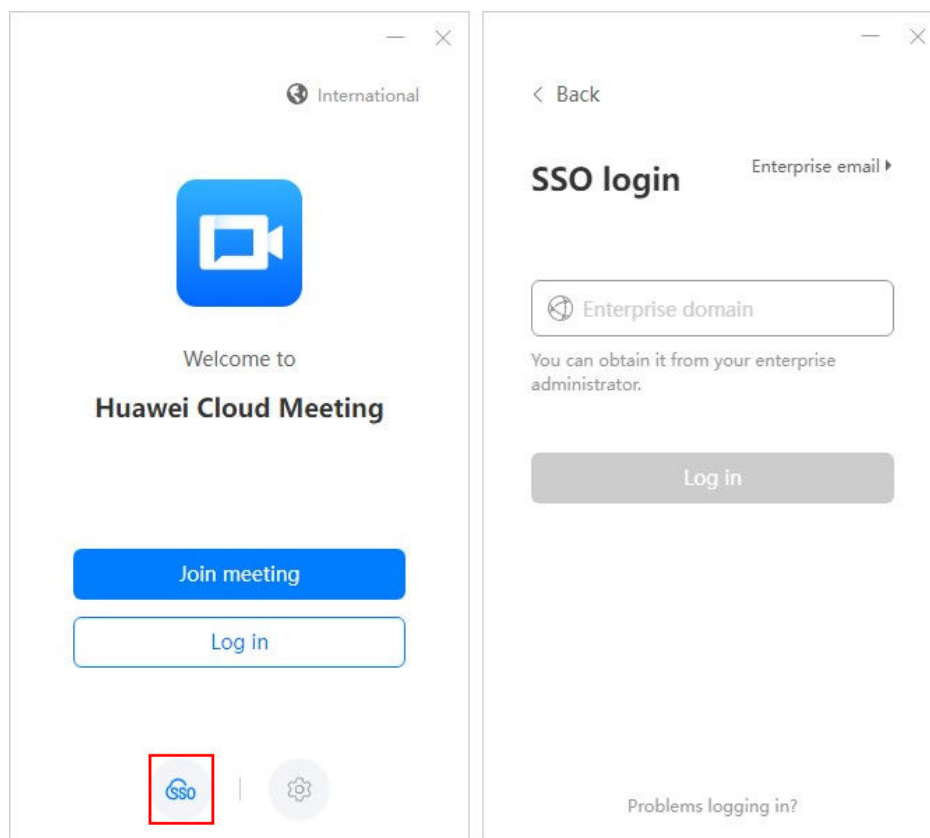 International
Welcome to
Huawei Cloud Meeting
Join meeting
Log in
SSO
< Back
SSO login
Enterprise email
Enterprise domain
You can obtain it from your enterprise
administrator.
Log in
Problems logging in?